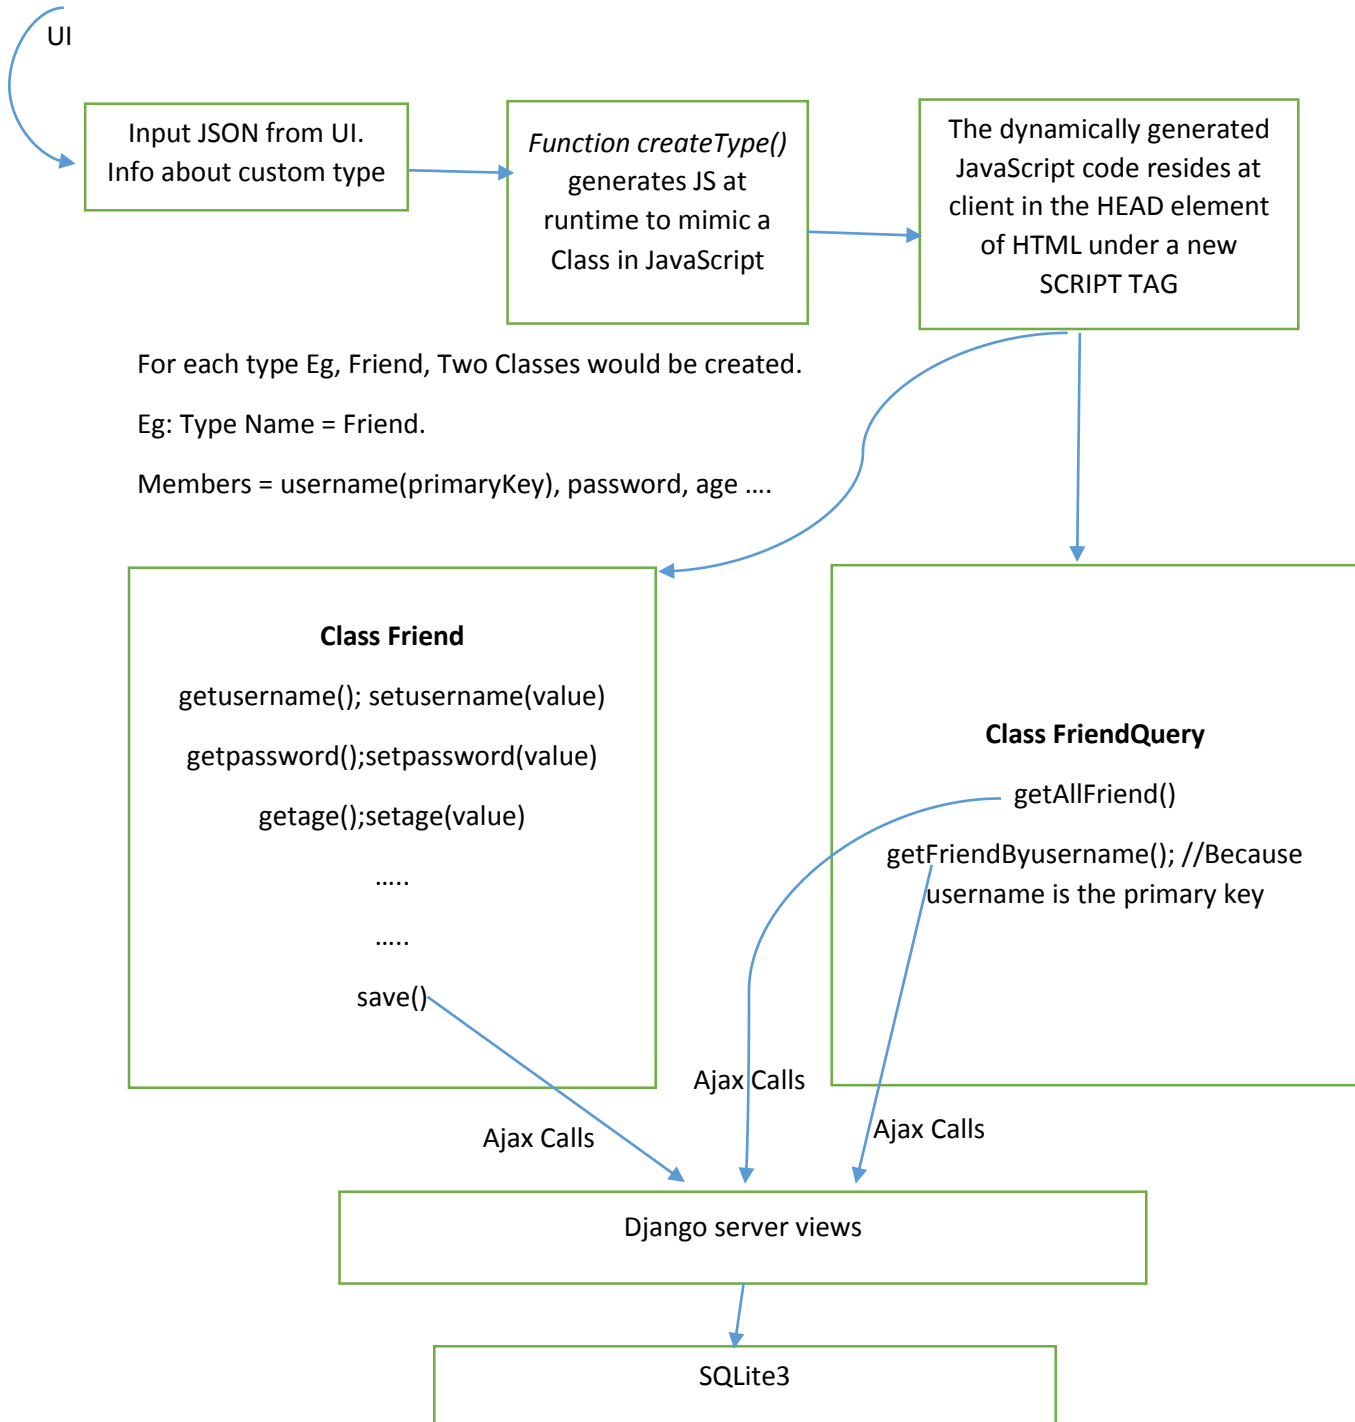 UI
Input JSON from UI.
Info about custom type
Function createType()
generates JS at
runtime to mimic a
Class in JavaScript
The dynamically generated
JavaScript code resides at
client in the HEAD element
of HTML under a new
SCRIPT TAG
For each type Eg, Friend, Two Classes would be created.
Eg: Type Name = Friend.
Members = username(primaryKey), password, age ….
Class Friend
getusername(); setusername(value)
getpassword();setpassword(value)
getage();setage(value)
…..
…..
save()
Class FriendQuery
getAllFriend()
getFriendByusername(); //Because
username is the primary key
Ajax Calls
Ajax Calls
Ajax Calls
Django server views
SQLite3